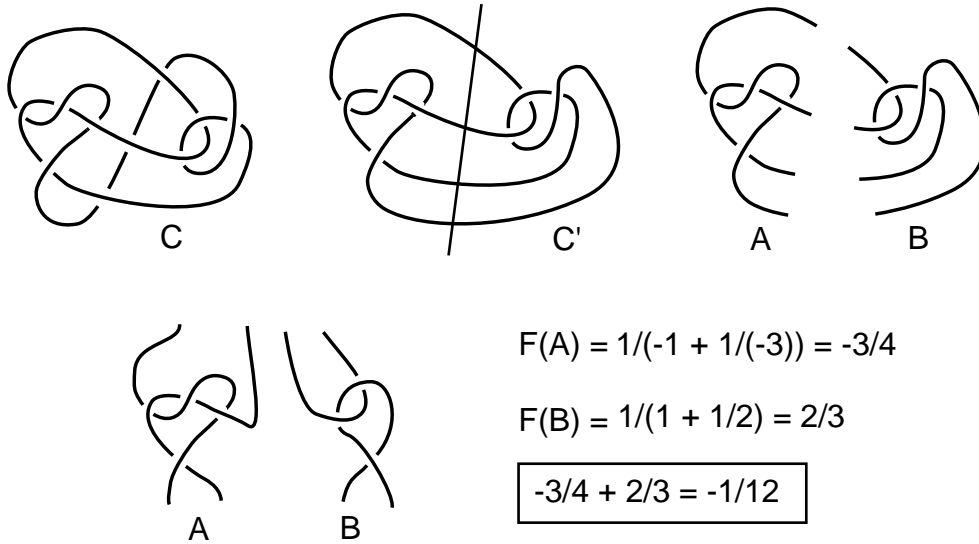 C
C'
A
B
A
B
F(A) = 1/(-1 + 1/(-3)) = -3/4
F(B) = 1/(1 + 1/2) = 2/3
-3/4 + 2/3 = -1/12